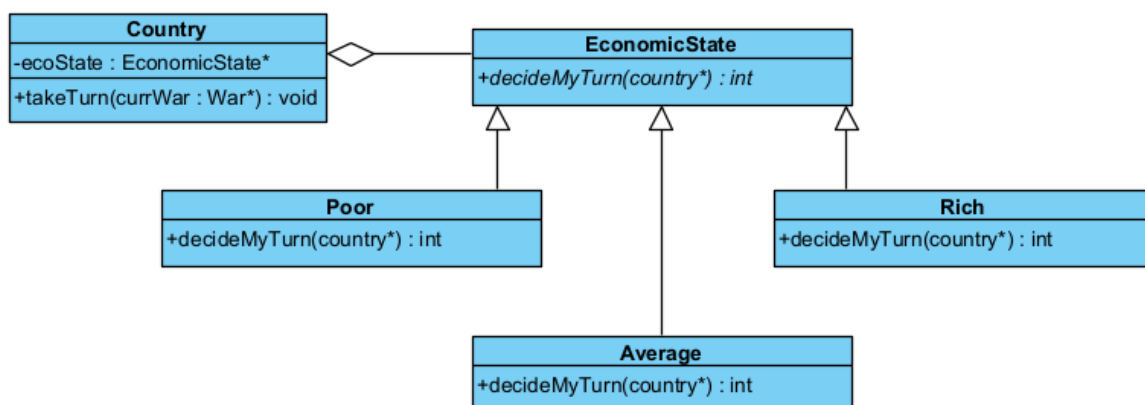 Country
-ecoState : EconomicState*
+takeTurn(currWar : War*) : void
EconomicState
+decideMyTurn(country*) : int
Poor
+decideMyTurn(country*) : int
Rich
+decideMyTurn(country*) : int
Average
+decideMyTurn(country*) : int